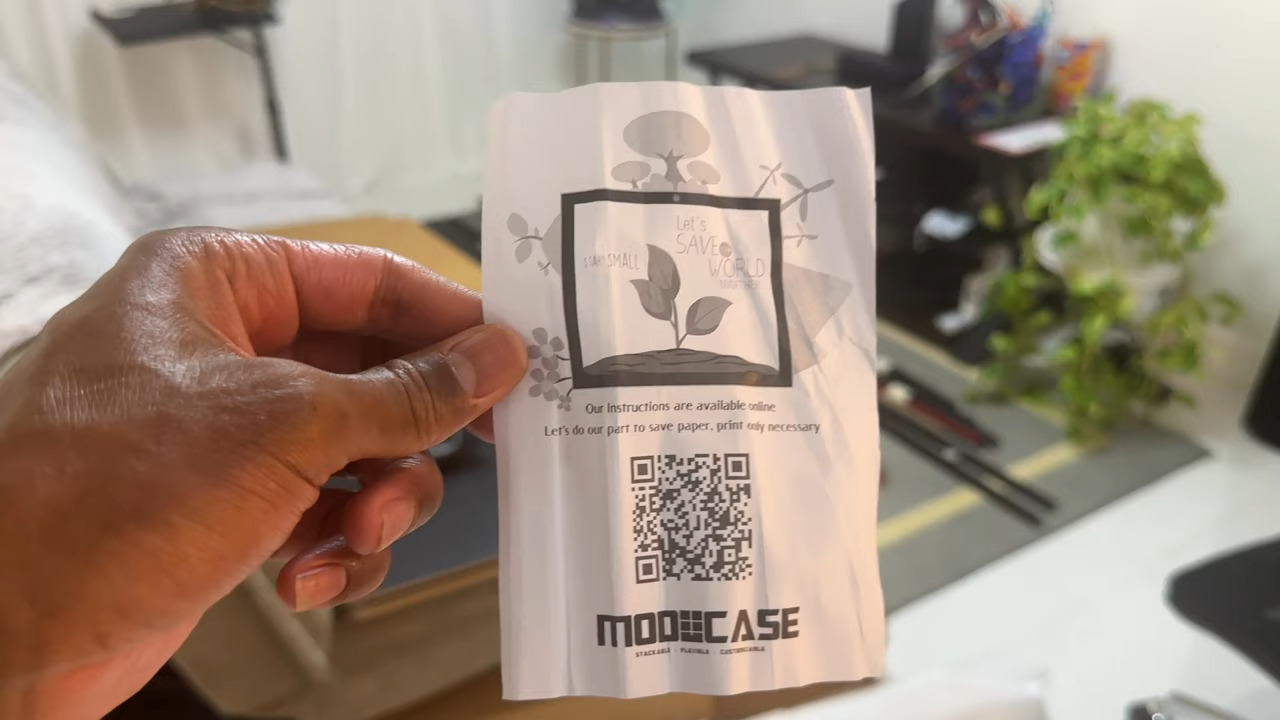 Let's
SAVE
WORLD
TOGETHER
START SMALL
Our Instructions are available online
Let's do our part to save paper, print only necessary
MODCASE
STACKABLE · FLEXIBLE · CUSTOMIZABLE